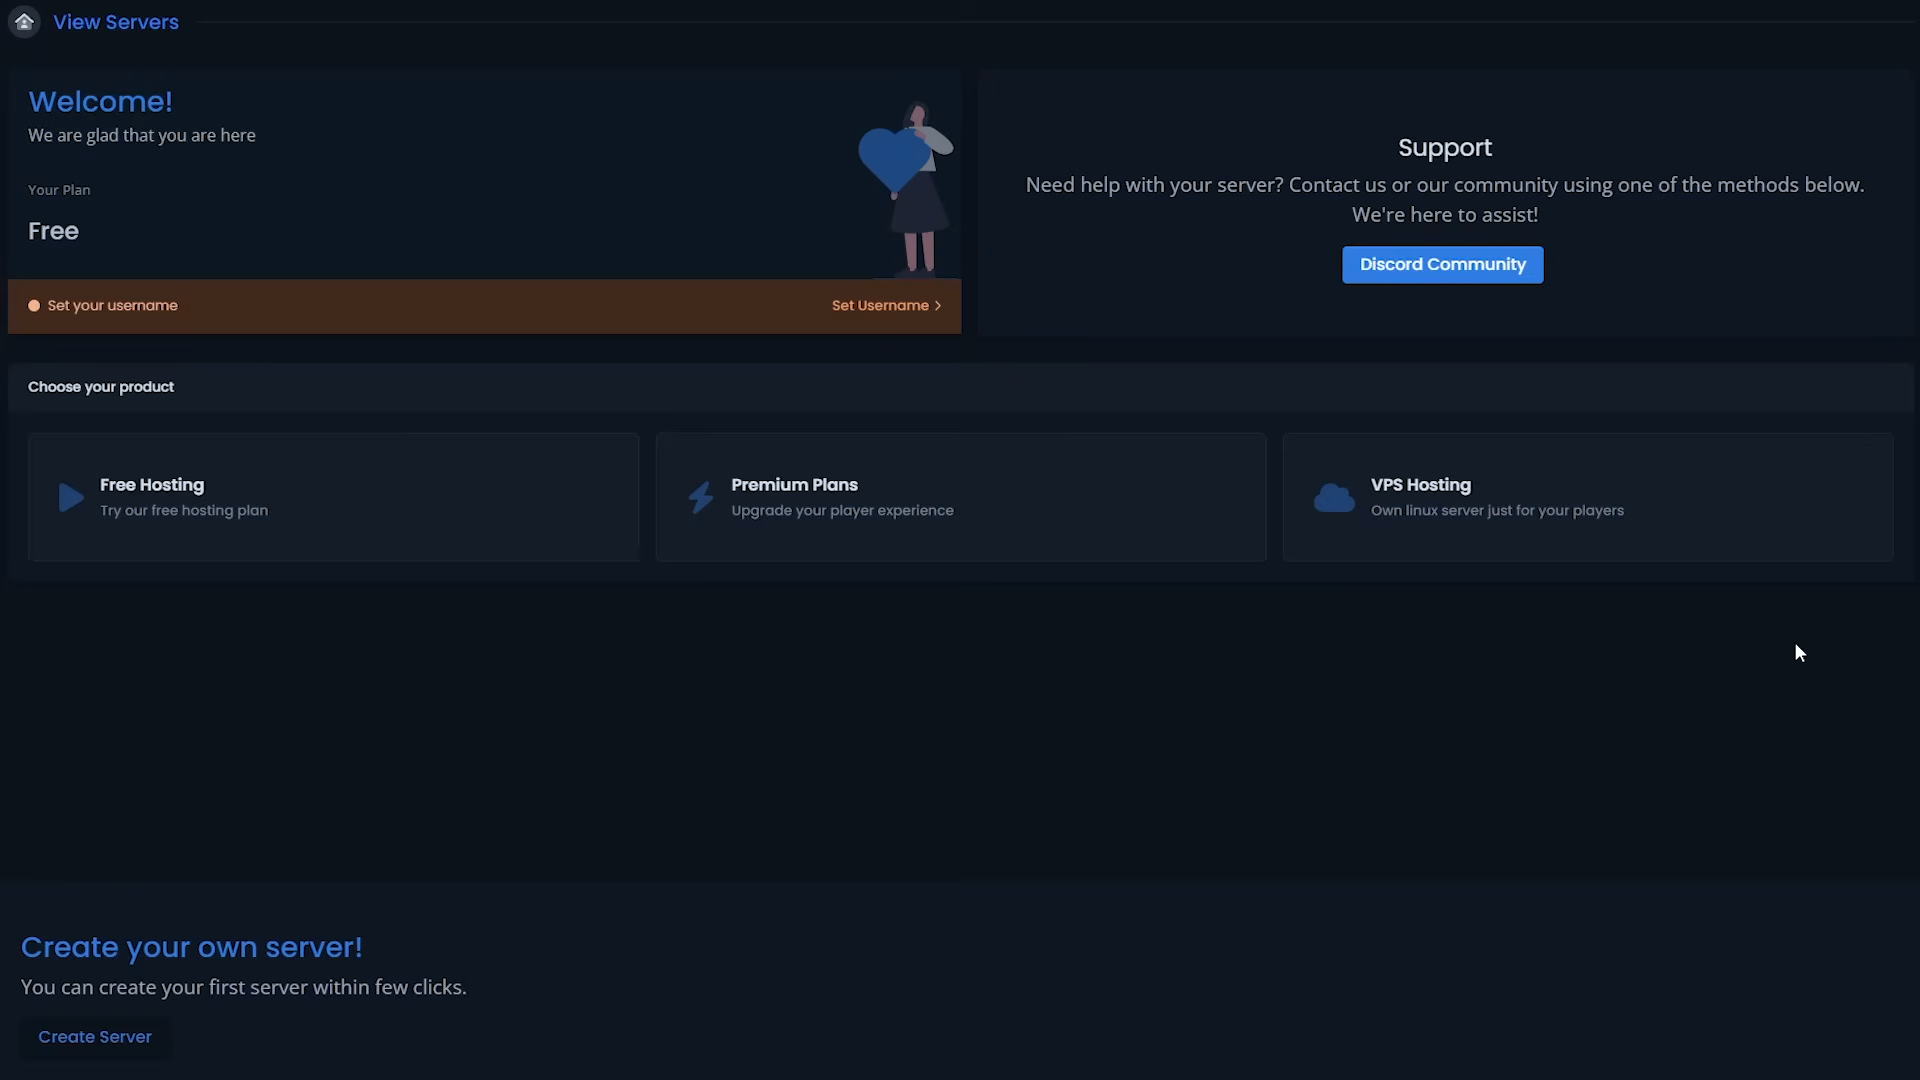 View Servers
Welcome!
We are glad that you are here
Your Plan
Free
Set your username
Set Username
Support
Need help with your server? Contact us or our community using one of the methods below.
We're here to assist!
Discord Community
Choose your product
Free Hosting
Try our free hosting plan
Premium Plans
Upgrade your player experience
VPS Hosting
Own linux server just for your players
Create your own server!
You can create your first server within few clicks.
Create Server